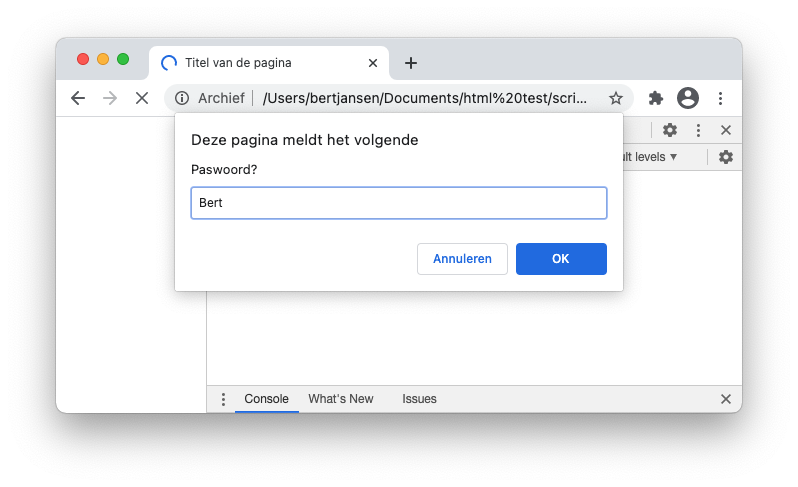 Titel van de pagina
Archief /Users/bertjansen/Documents/html%20test/scri...
Deze pagina meldt het volgende
Paswoord?
ult levels ▼
Bert
Annuleren OK
Console What's New Issues